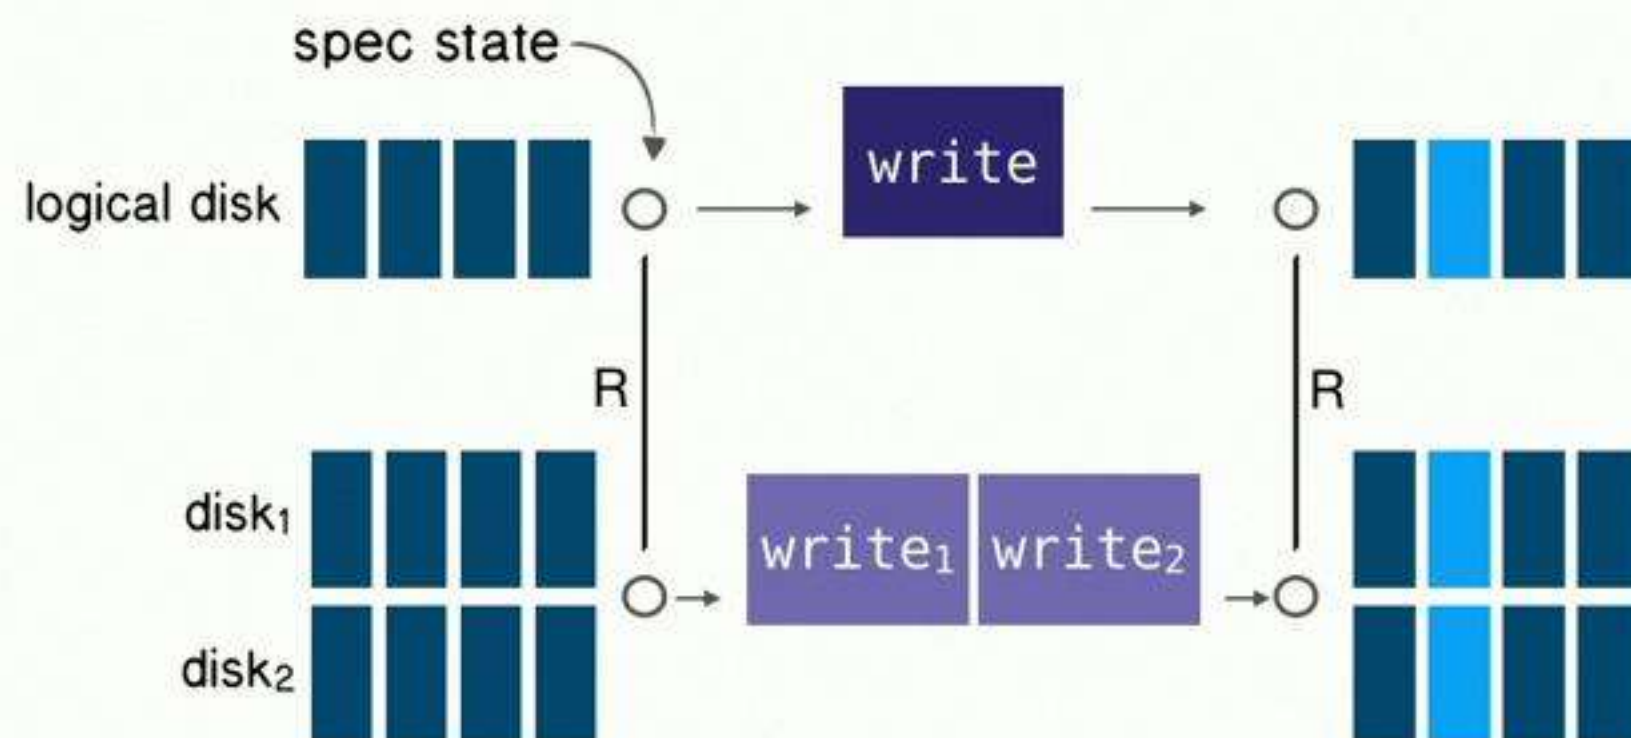 spec state
write
logical disk
R
R
disk₁
write₁ write₂
disk₂